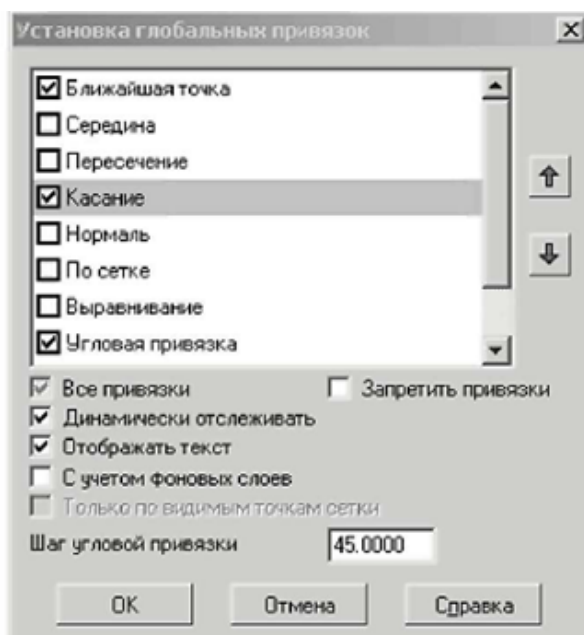 Установка глобальных привязок
Ближайшая точка
Середина
Пересечение
Касание
Нормаль
По сетке
Выравнивание
Угловая привязка
Все привязки Запретить привязки
Динамически отслеживать
Отображать текст
С учетом фоновых слоев
Только по видимым точкам сетки
Шаг угловой привязки 45.0000
OK Отмена Справка